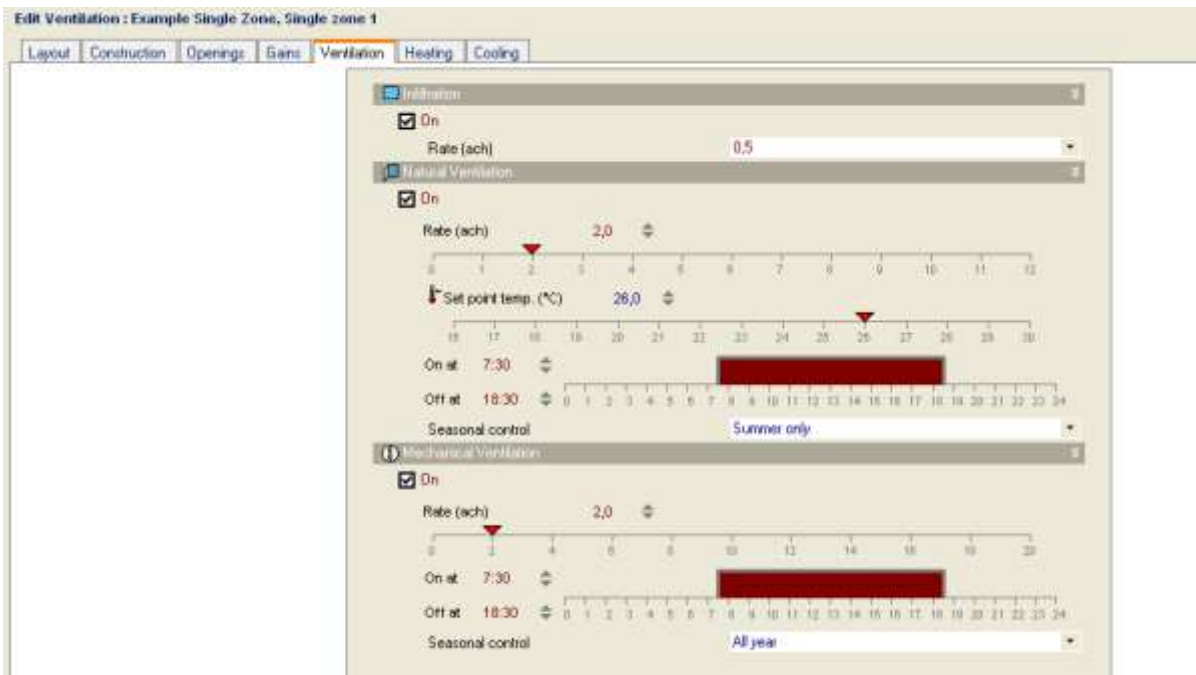 Edit Ventilation : Example Single Zone, Single zone 1
Layout Construction Openings Gains Ventilation Heating Cooling
Infiltration
On
Rate (ach) 0,5
Natural Ventilation
On
Rate (ach) 2,0
0 1 2 3 4 5 6 7 8 9 10 11 12
Set point temp. (°C) 26,0
16 17 18 19 20 21 22 23 24 25 26 27 28 29 30
On at 7:30
Off at 18:30 0 1 2 3 4 5 6 7 8 9 10 11 12 13 14 15 16 17 18 19 20 21 22 23 24
Seasonal control Summer only
Mechanical Ventilation
On
Rate (ach) 2,0
0 2 4 6 8 10 12 14 16 18 20
On at 7:30
Off at 18:30 0 1 2 3 4 5 6 7 8 9 10 11 12 13 14 15 16 17 18 19 20 21 22 23 24
Seasonal control All year